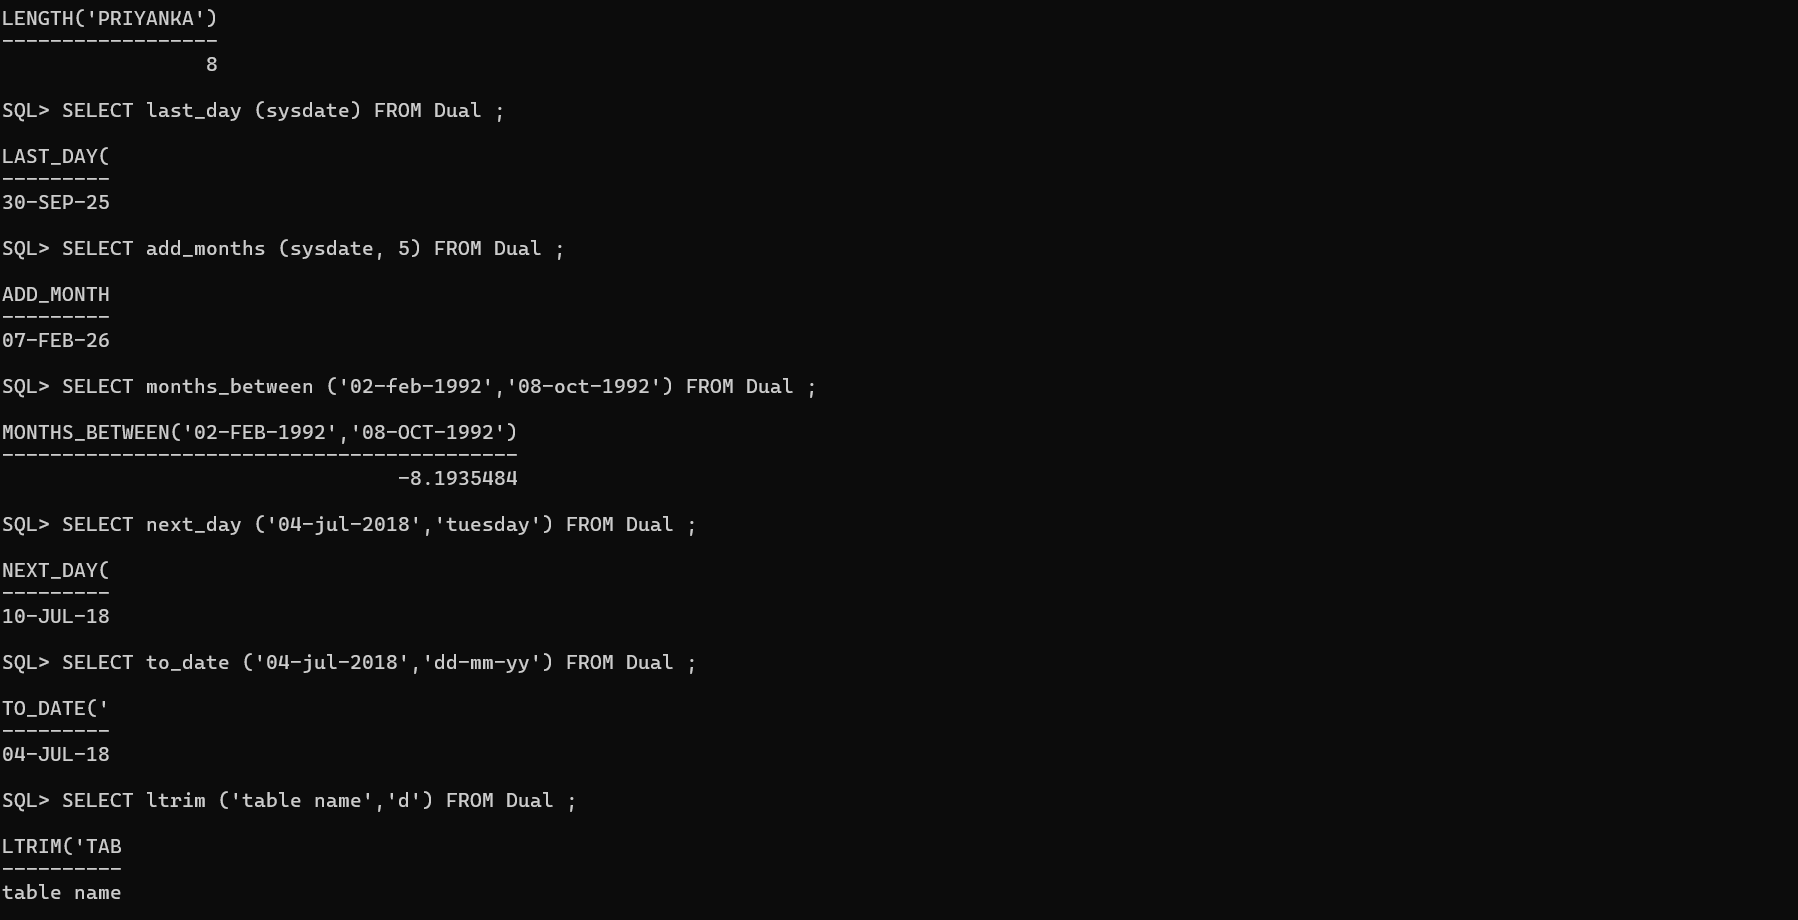 LENGTH('PRIYANKA')
------------------
                 8

SQL> SELECT last_day (sysdate) FROM Dual ;

LAST_DAY(
---------
30-SEP-25

SQL> SELECT add_months (sysdate, 5) FROM Dual ;

ADD_MONTH
---------
07-FEB-26

SQL> SELECT months_between ('02-feb-1992','08-oct-1992') FROM Dual ;

MONTHS_BETWEEN('02-FEB-1992','08-OCT-1992')
-------------------------------------------
                                 -8.1935484

SQL> SELECT next_day ('04-jul-2018','tuesday') FROM Dual ;

NEXT_DAY(
---------
10-JUL-18

SQL> SELECT to_date ('04-jul-2018','dd-mm-yy') FROM Dual ;

TO_DATE('
---------
04-JUL-18

SQL> SELECT ltrim ('table name','d') FROM Dual ;

LTRIM('TAB
----------
table name